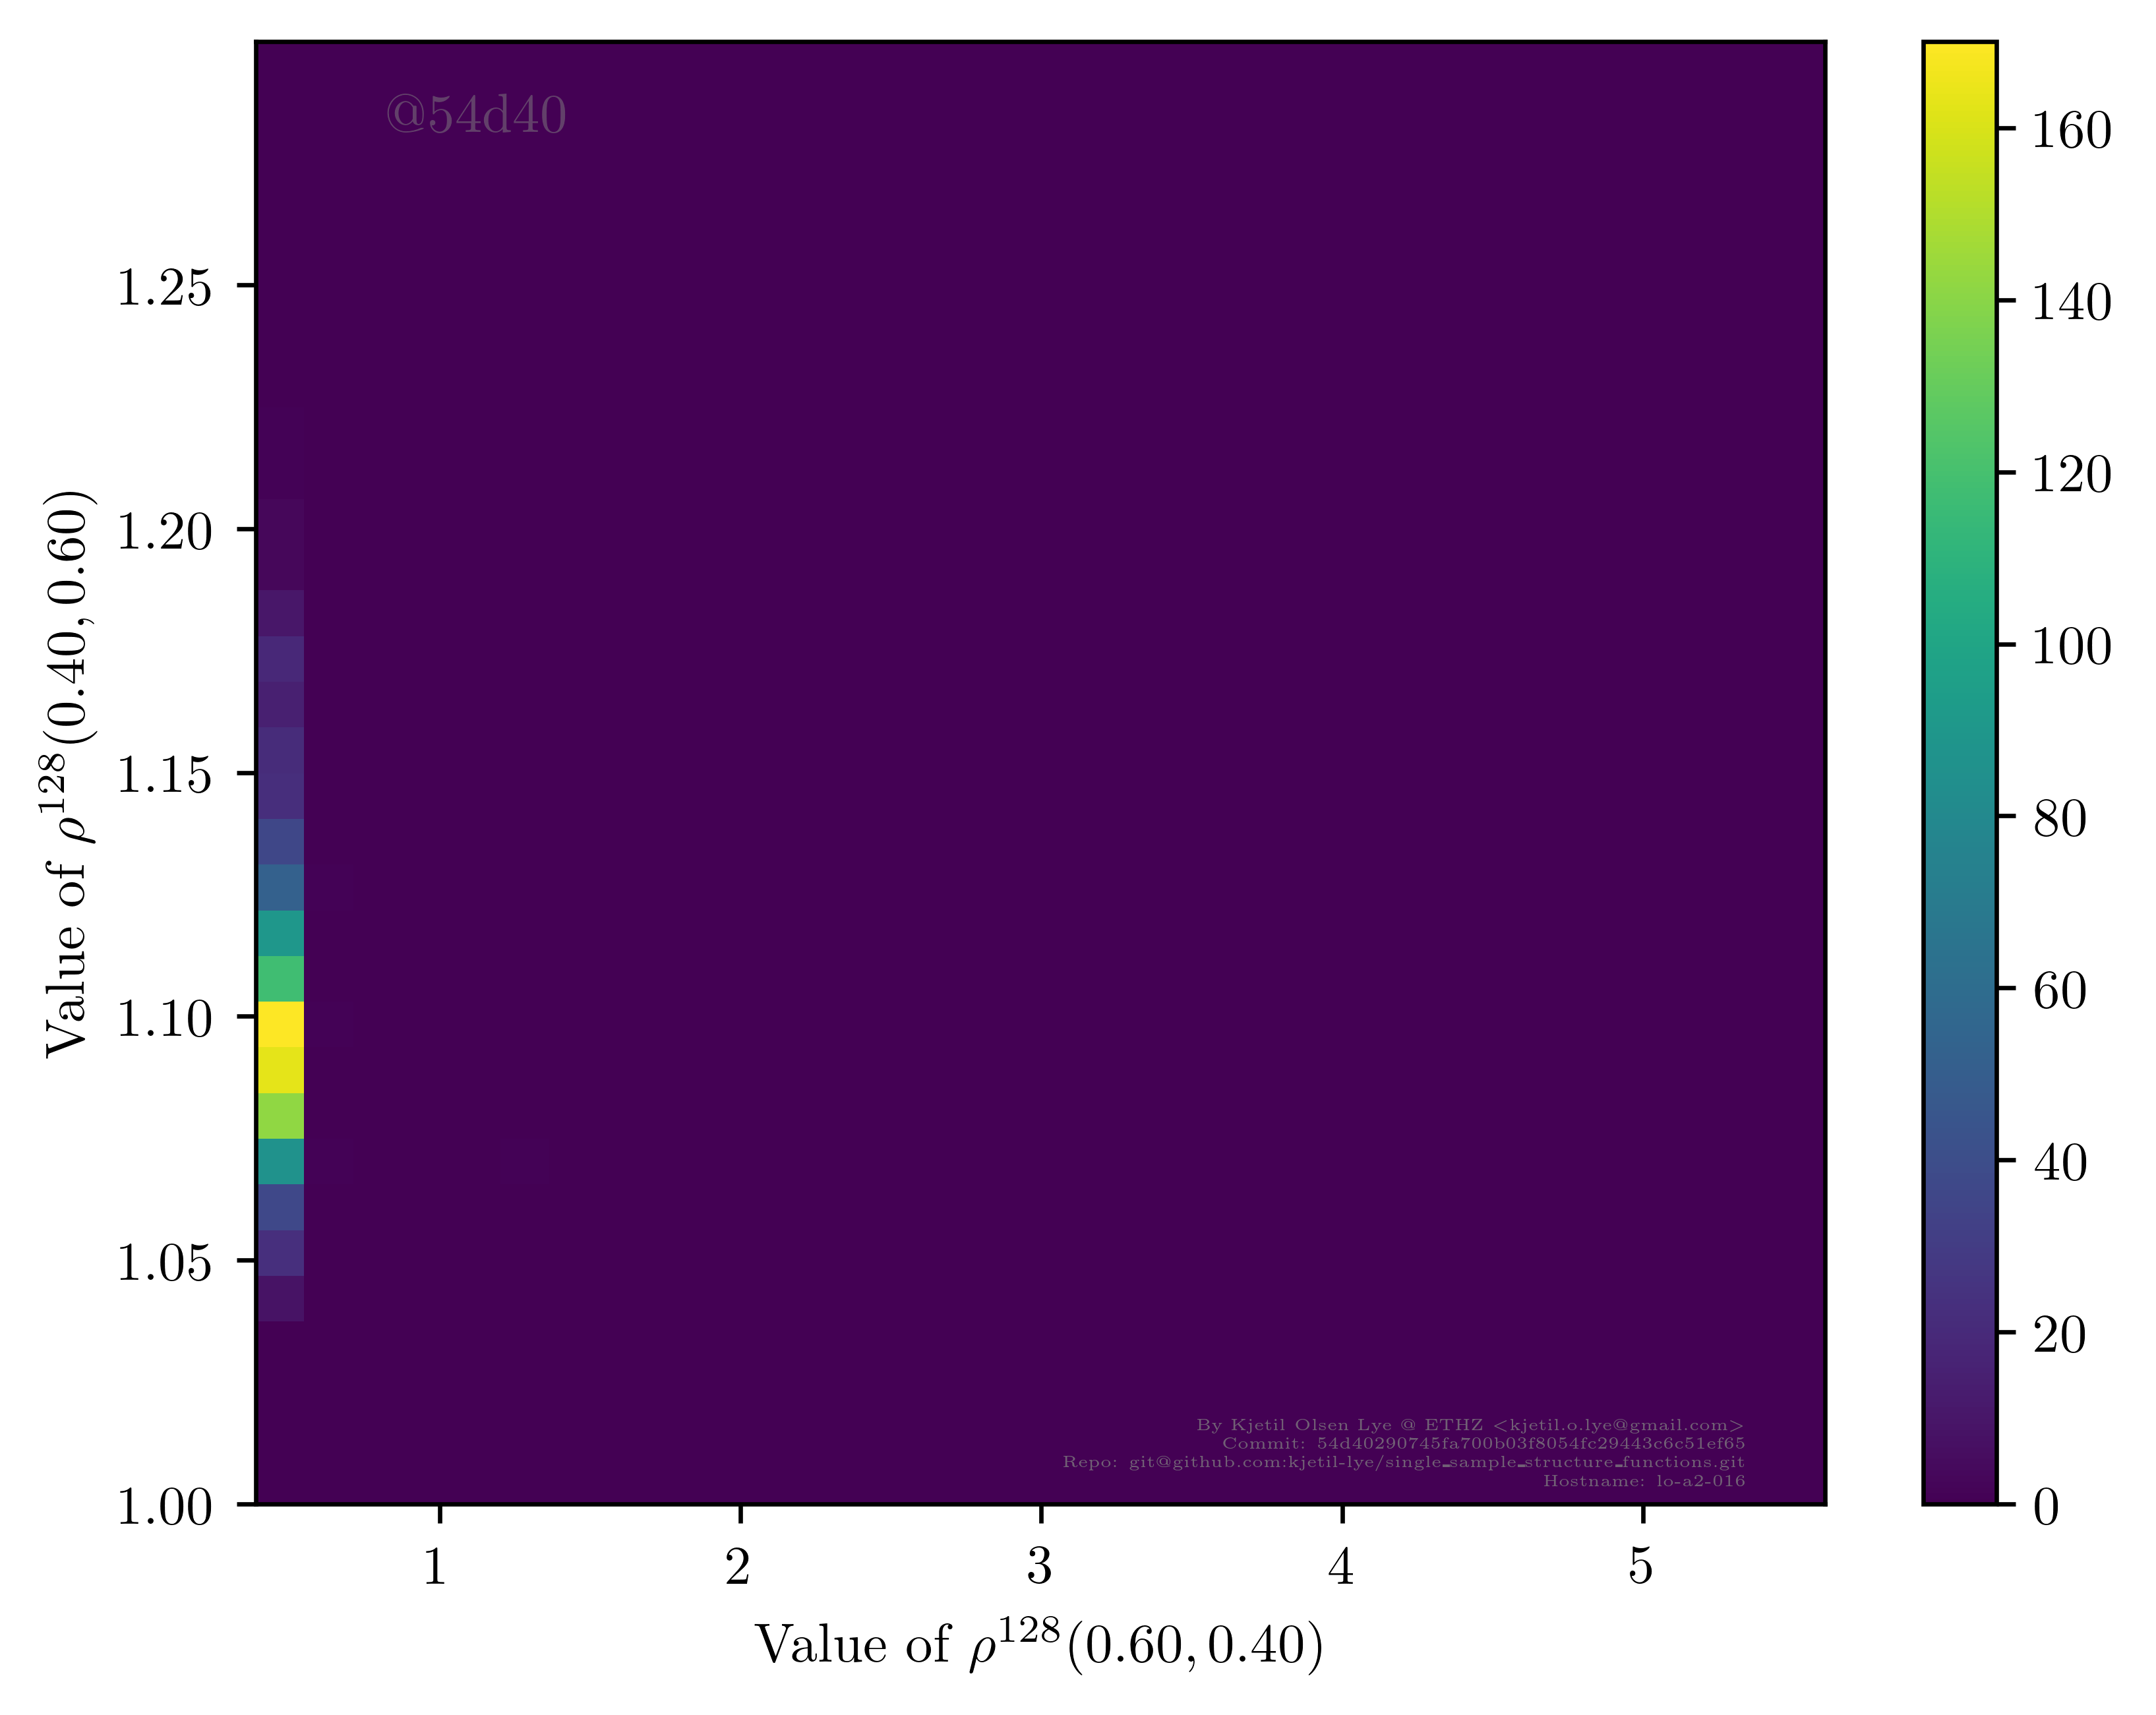 @54d40
160
140
120
100
80
60
40
20
0
1.25
1.20
1.15
1.10
1.05
1.00
Value of ρ¹²⁸(0.40, 0.60)
By Kjetil Olsen Lye @ ETHZ <kjetil.o.lye@gmail.com>
Commit: 54d40290745fa700b03f8054fc29443c6c51ef65
Repo: git@github.com:kjetil-lye/single_sample_structure_functions.git
Hostname: lo-a2-016
1 2 3 4 5
Value of ρ¹²⁸(0.60, 0.40)